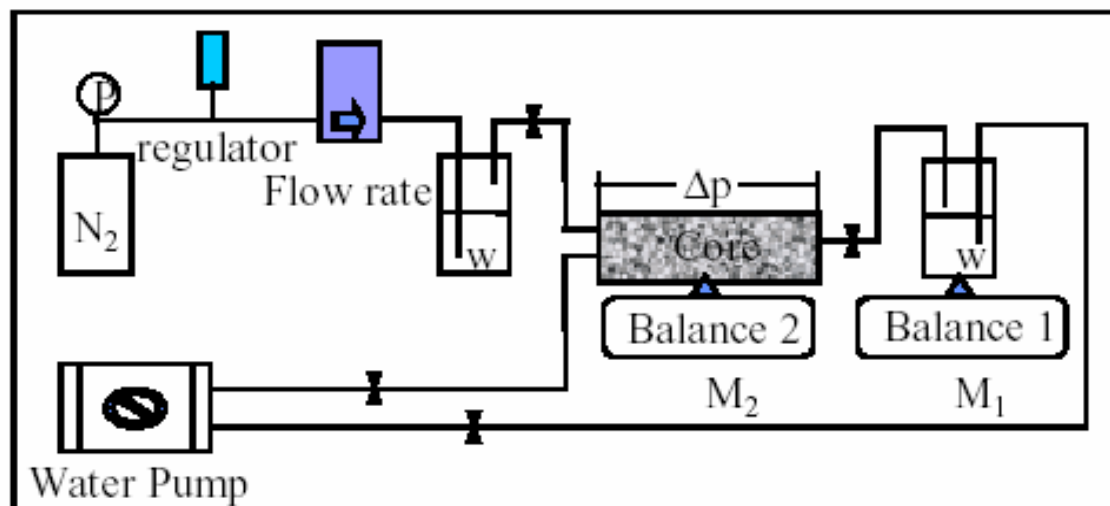 P
regulator
N2
Flow rate
w
Δp
Core
w
Balance 2
Balance 1
M2
M1
Water Pump